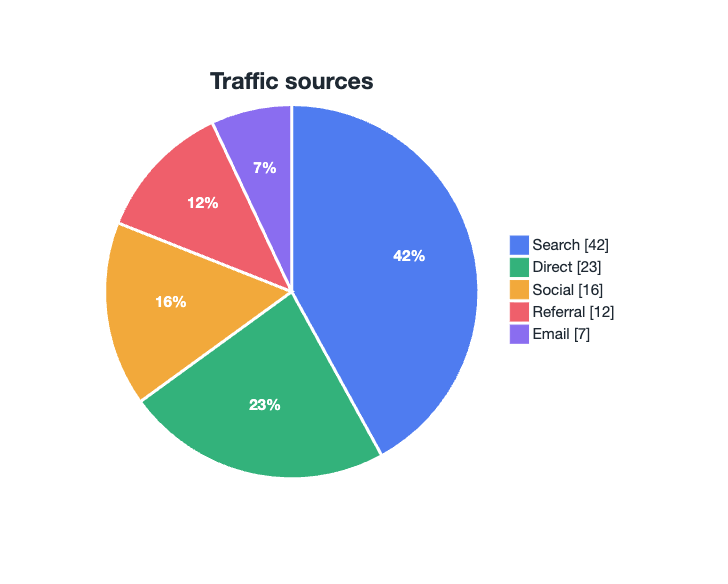 Traffic sources
7%
12%
42%
16%
23%
Search [42]
Direct [23]
Social [16]
Referral [12]
Email [7]